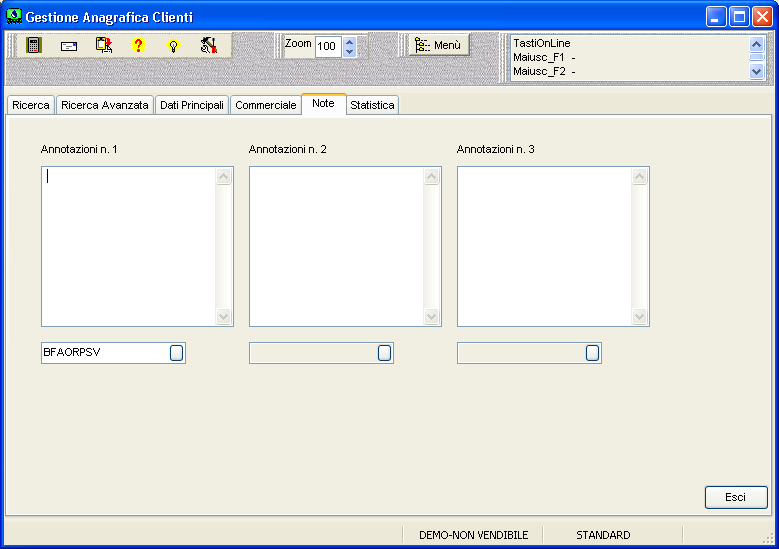 Gestione Anagrafica Clienti
Zoom 100
Menù
TastiOnLine
Maiusc_F1 -
Maiusc_F2 -
Ricerca Ricerca Avanzata Dati Principali Commerciale Note Statistica
Annotazioni n. 1 Annotazioni n. 2 Annotazioni n. 3
BFAORPSV
Esci
DEMO-NON VENDIBILE STANDARD